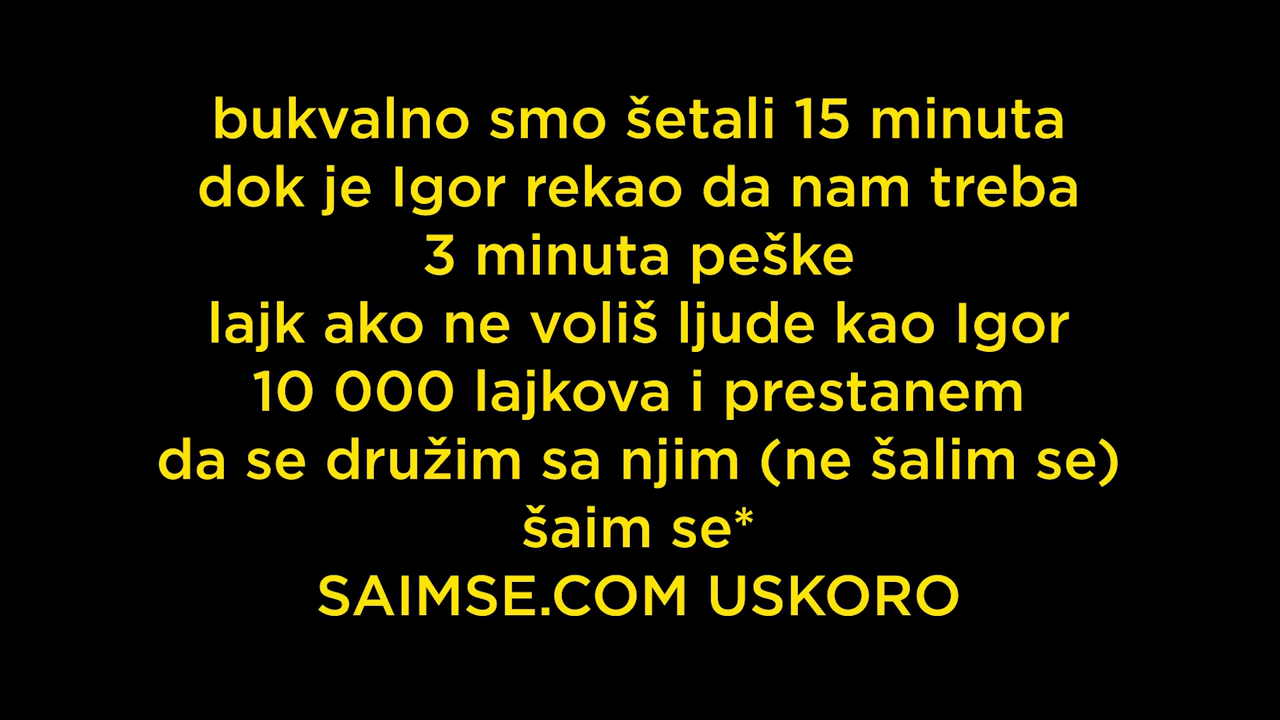 bukvalno smo šetali 15 minuta
dok je Igor rekao da nam treba
3 minuta peške
lajk ako ne voliš ljude kao Igor
10 000 lajkova i prestanem
da se družim sa njim (ne šalim se)
šaim se*
SAIMSE.COM USKORO